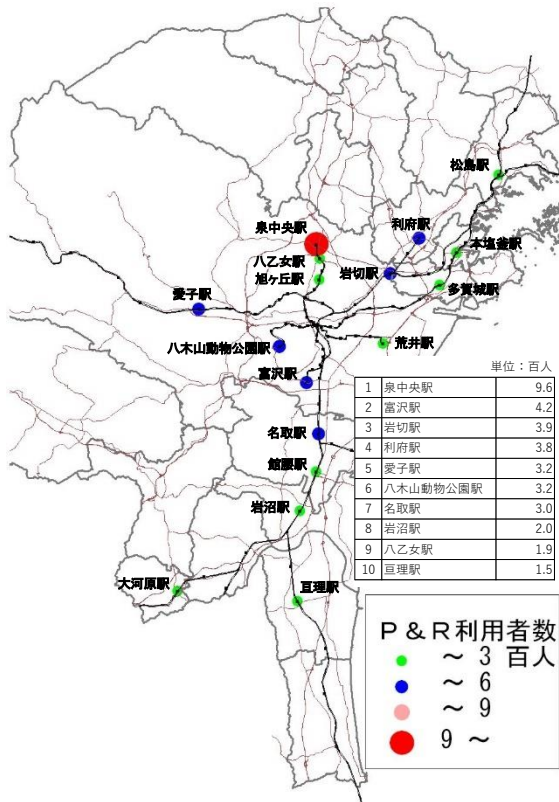 松島駅
泉中央駅
利府駅
本塩釜駅
八乙女駅
岩切駅
旭ヶ丘駅
多賀城駅
愛子駅
八木山動物公園駅
荒井駅
富沢駅
単位：百人
1 泉中央駅 9.6
2 富沢駅 4.2
3 岩切駅 3.9
4 利府駅 3.8
5 愛子駅 3.2
6 八木山動物公園駅 3.2
7 名取駅 3.0
8 岩沼駅 2.0
9 八乙女駅 1.9
10 亘理駅 1.5
名取駅
館腰駅
岩沼駅
大河原駅
亘理駅
P & R利用者数
～ 3 百人
～ 6
～ 9
9 ～